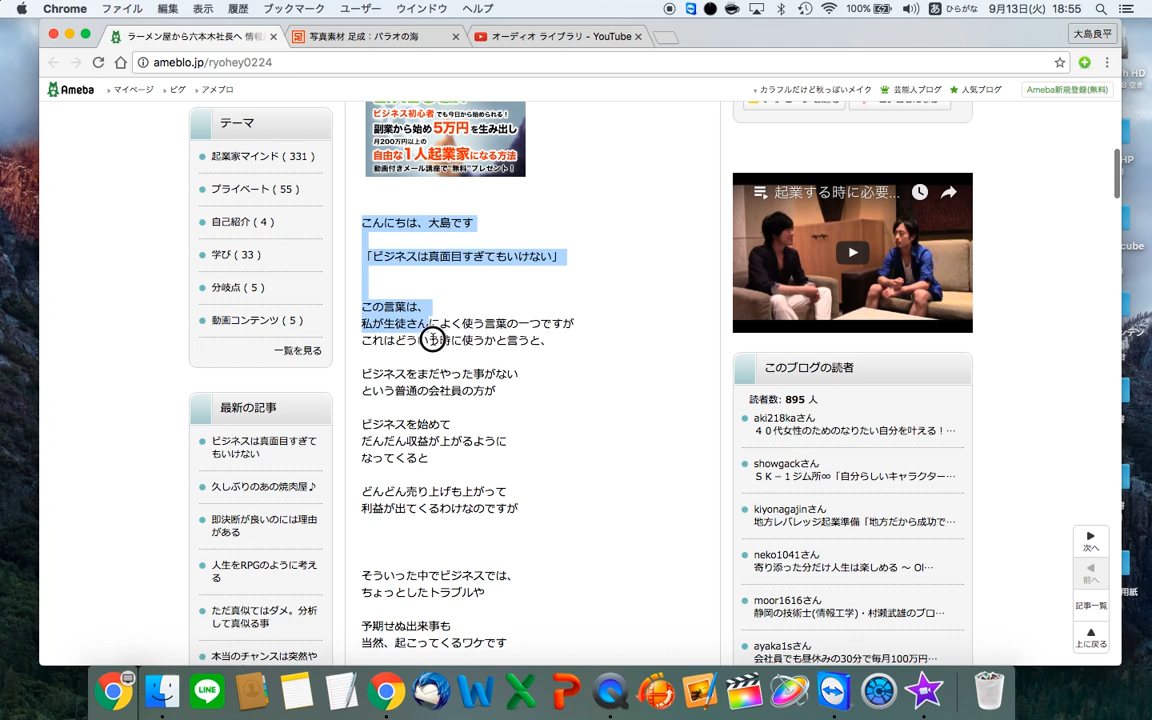 Chrome ファイル 編集 表示 履歴 ブックマーク ユーザー ウインドウ ヘルプ
100% あ ひらがな 9月13日(火) 18:55
ラーメン屋から六本木社長へ 情報
写真素材 足成：パラオの海
オーディオ ライブラリ - YouTube
大島良平
ameblo.jp/ryohey0224
Ameba マイページ ピグ アメブロ
カラフルだけど秋っぽいメイク 芸能人ブログ 人気ブログ Ameba新規登録(無料)
テーマ
起業家マインド ( 331 )
プライベート ( 55 )
自己紹介 ( 4 )
学び ( 33 )
分岐点 ( 5 )
動画コンテンツ ( 5 )
一覧を見る
最新の記事
ビジネスは真面目すぎて
もいけない
久しぶりのあの焼肉屋♪
即決断が良いのには理由
がある
人生をRPGのように考え
る
ただ真似てはダメ。分析
して真似る事
本当のチャンスは突然や
ビジネス初心者でも今日から始められる！
副業から始め5万円を生み出し
月200万円以上の
自由な1人起業家になる方法
動画付きメール講座で"無料"プレゼント！
こんにちは、大島です
「ビジネスは真面目すぎてもいけない」
この言葉は、
私が生徒さんによく使う言葉の一つですが
これはどういう時に使うかと言うと、
ビジネスをまだやった事がない
という普通の会社員の方が
ビジネスを始めて
だんだん収益が上がるように
なってくると
どんどん売り上げも上がって
利益が出てくるわけなのですが
そういった中でビジネスでは、
ちょっとしたトラブルや
予期せぬ出来事も
当然、起こってくるワケです
起業する時に必要...
このブログの読者
読者数: 895 人
aki218kaさん
４０代女性のためのなりたい自分を叶える！…
showgackさん
ＳＫ－１ジム所∞「自分らしいキャラクター…
kiyonagajinさん
地方レバレッジ起業準備「地方だから成功で…
neko1041さん
寄り添った分だけ人生は楽しめる ～ Ol…
moor1616さん
静岡の技術士(情報工学)・村瀬武雄のブロ…
ayaka1sさん
会社員でも昼休みの30分で毎月100万円…
次へ
前へ
記事一覧
上に戻る
LINE